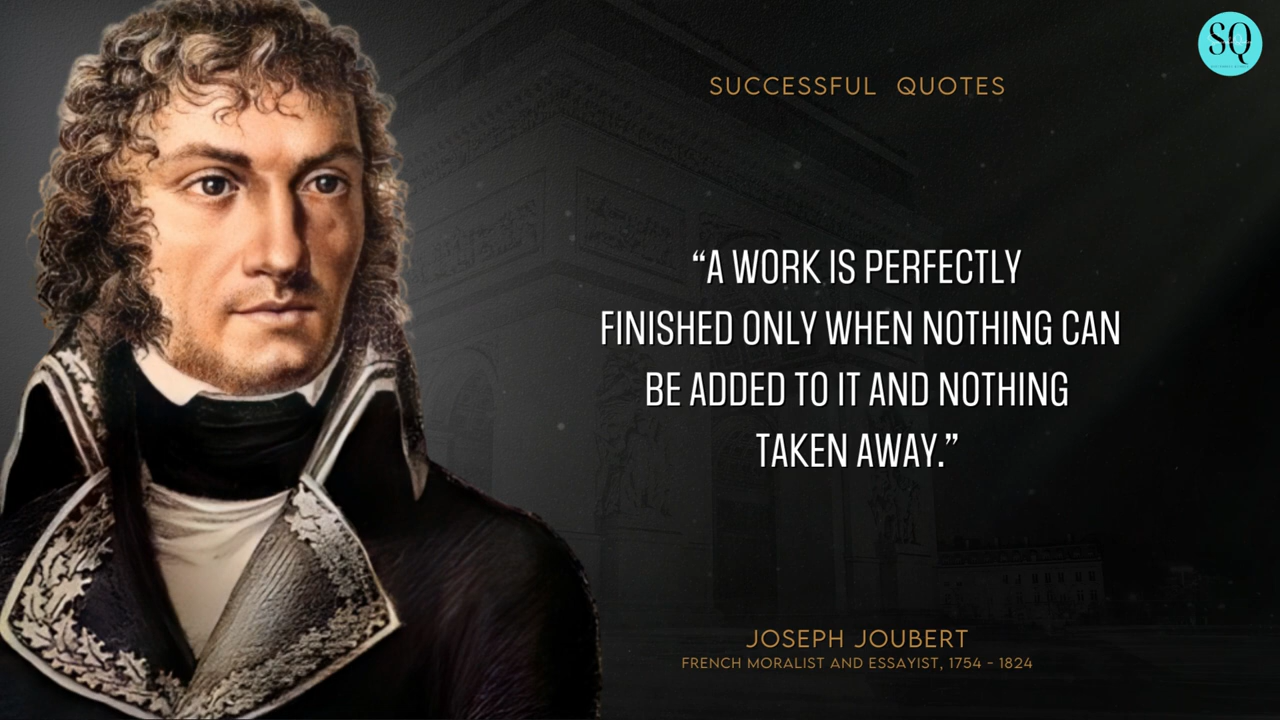 SQ
SUCCESSFUL QUOTES
“A WORK IS PERFECTLY
FINISHED ONLY WHEN NOTHING CAN
BE ADDED TO IT AND NOTHING
TAKEN AWAY.”
JOSEPH JOUBERT
FRENCH MORALIST AND ESSAYIST, 1754 - 1824